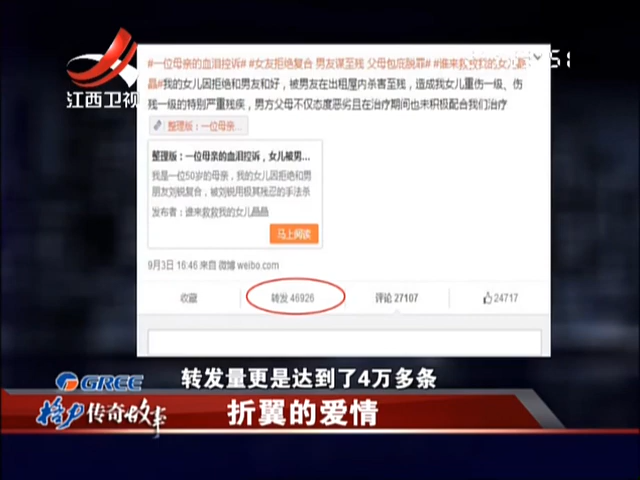 江西卫视
#一位母亲的血泪控诉# #女友拒绝复合 男友谋至残 父母包庇脱罪# #谁来救救我的女儿
晶#我的女儿因拒绝和男友和好，被男友在出租屋内杀害至残，造成我女儿重伤一级、伤
残一级的特别严重残疾，男方父母不仅态度恶劣且在治疗期间也未积极配合我们治疗
整理版：一位母亲...
整理版：一位母亲的血泪控诉，女儿被男...
我是一位50岁的母亲，我的女儿因拒绝和男
朋友刘锐复合，被刘锐用极其残忍的手法杀
发布者：谁来救救我的女儿晶晶
马上阅读
9月3日 16:46 来自 微博 weibo.com
收藏
转发 46926
评论 27107
24717
转发量更是达到了4万多条
GREE
格力传奇故事
折翼的爱情